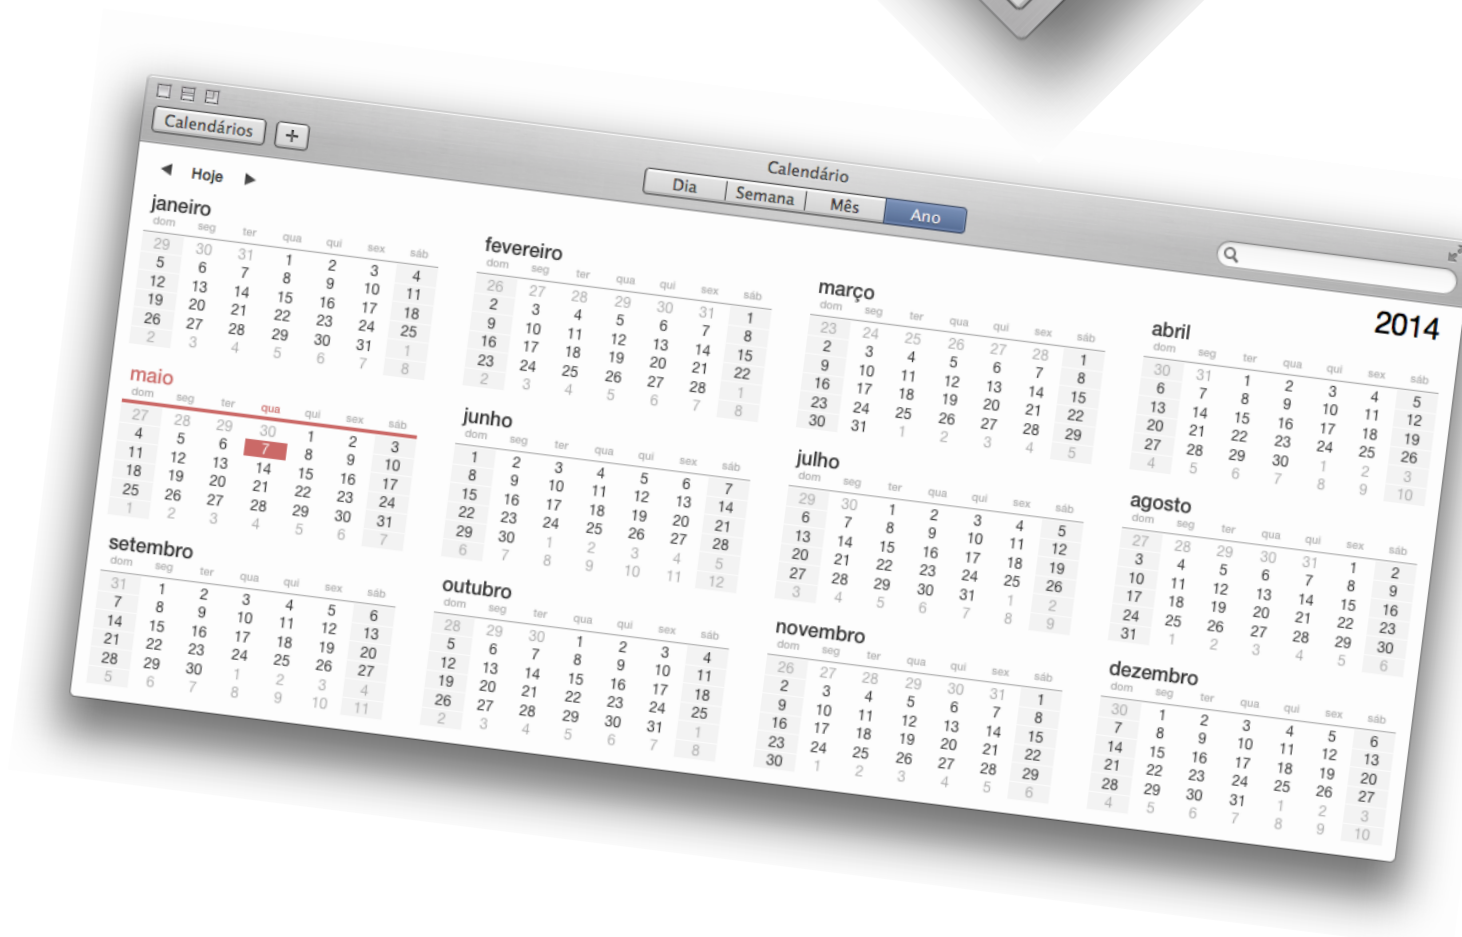 Calendário
Calendários +
Dia Semana Mês Ano
Hoje
2014
janeiro
dom seg ter qua qui sex sáb
29 30 31 1 2 3 4
5 6 7 8 9 10 11
12 13 14 15 16 17 18
19 20 21 22 23 24 25
26 27 28 29 30 31 1
2 3 4 5 6 7 8
fevereiro
dom seg ter qua qui sex sáb
26 27 28 29 30 31 1
2 3 4 5 6 7 8
9 10 11 12 13 14 15
16 17 18 19 20 21 22
23 24 25 26 27 28 1
2 3 4 5 6 7 8
março
dom seg ter qua qui sex sáb
23 24 25 26 27 28 1
2 3 4 5 6 7 8
9 10 11 12 13 14 15
16 17 18 19 20 21 22
23 24 25 26 27 28 29
30 31 1 2 3 4 5
abril
dom seg ter qua qui sex sáb
30 31 1 2 3 4 5
6 7 8 9 10 11 12
13 14 15 16 17 18 19
20 21 22 23 24 25 26
27 28 29 30 1 2 3
4 5 6 7 8 9 10
maio
dom seg ter qua qui sex sáb
27 28 29 30 1 2 3
4 5 6 7 8 9 10
11 12 13 14 15 16 17
18 19 20 21 22 23 24
25 26 27 28 29 30 31
1 2 3 4 5 6 7
junho
dom seg ter qua qui sex sáb
1 2 3 4 5 6 7
8 9 10 11 12 13 14
15 16 17 18 19 20 21
22 23 24 25 26 27 28
29 30 1 2 3 4 5
6 7 8 9 10 11 12
julho
dom seg ter qua qui sex sáb
29 30 1 2 3 4 5
6 7 8 9 10 11 12
13 14 15 16 17 18 19
20 21 22 23 24 25 26
27 28 29 30 31 1 2
3 4 5 6 7 8 9
agosto
dom seg ter qua qui sex sáb
27 28 29 30 31 1 2
3 4 5 6 7 8 9
10 11 12 13 14 15 16
17 18 19 20 21 22 23
24 25 26 27 28 29 30
31 1 2 3 4 5 6
setembro
dom seg ter qua qui sex sáb
31 1 2 3 4 5 6
7 8 9 10 11 12 13
14 15 16 17 18 19 20
21 22 23 24 25 26 27
28 29 30 1 2 3 4
5 6 7 8 9 10 11
outubro
dom seg ter qua qui sex sáb
28 29 30 1 2 3 4
5 6 7 8 9 10 11
12 13 14 15 16 17 18
19 20 21 22 23 24 25
26 27 28 29 30 31 1
2 3 4 5 6 7 8
novembro
dom seg ter qua qui sex sáb
26 27 28 29 30 31 1
2 3 4 5 6 7 8
9 10 11 12 13 14 15
16 17 18 19 20 21 22
23 24 25 26 27 28 29
30 1 2 3 4 5 6
dezembro
dom seg ter qua qui sex sáb
30 1 2 3 4 5 6
7 8 9 10 11 12 13
14 15 16 17 18 19 20
21 22 23 24 25 26 27
28 29 30 31 1 2 3
4 5 6 7 8 9 10